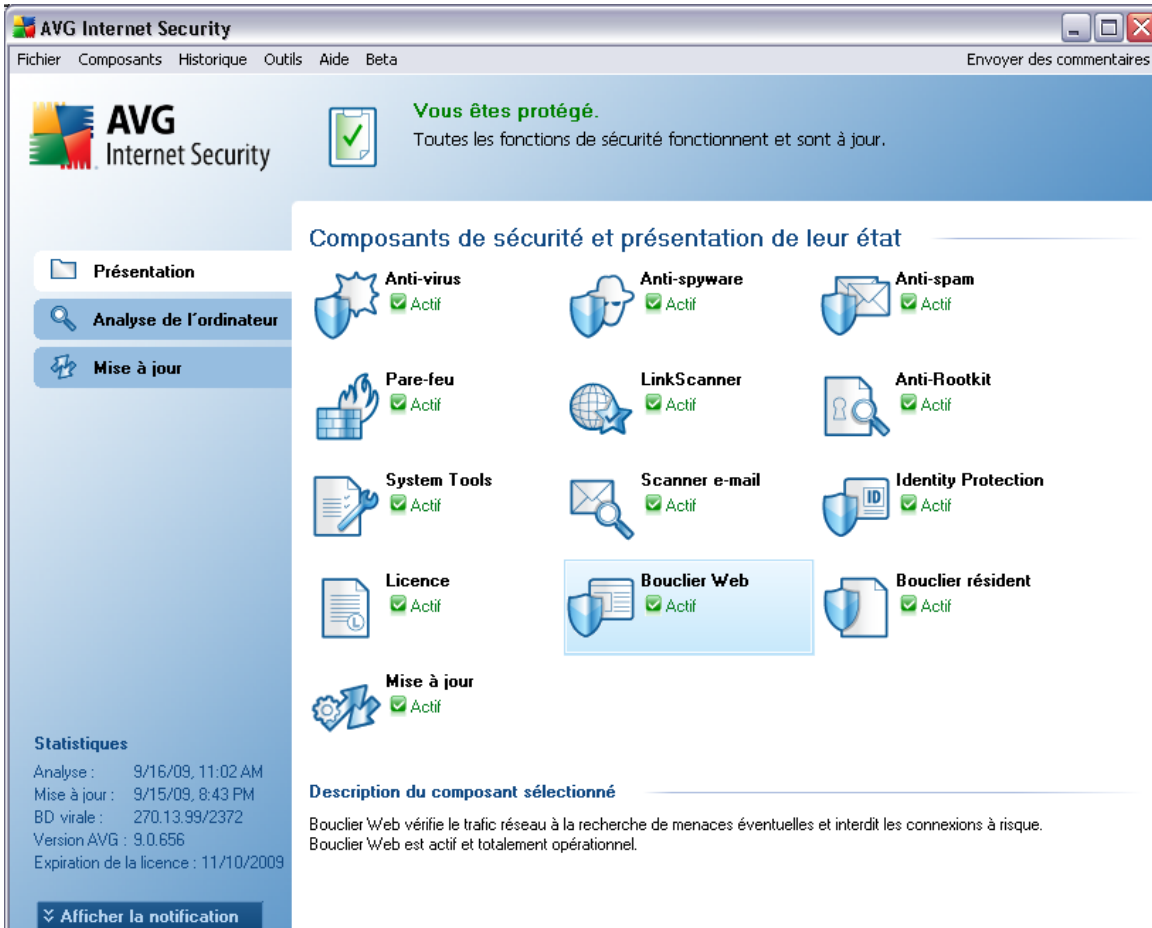 AVG Internet Security
Fichier Composants Historique Outils Aide Beta Envoyer des commentaires
AVG
Internet Security
Vous êtes protégé.
Toutes les fonctions de sécurité fonctionnent et sont à jour.
Présentation
Analyse de l´ordinateur
Mise à jour
Composants de sécurité et présentation de leur état
Anti-virus
Actif
Anti-spyware
Actif
Anti-spam
Actif
Pare-feu
Actif
LinkScanner
Actif
Anti-Rootkit
Actif
System Tools
Actif
Scanner e-mail
Actif
Identity Protection
Actif
ID
Licence
Actif
L
Bouclier Web
Actif
Bouclier résident
Actif
Mise à jour
Actif
Statistiques
Analyse : 9/16/09, 11:02 AM
Mise à jour : 9/15/09, 8:43 PM
BD virale : 270.13.99/2372
Version AVG : 9.0.656
Expiration de la licence : 11/10/2009
Afficher la notification
Description du composant sélectionné
Bouclier Web vérifie le trafic réseau à la recherche de menaces éventuelles et interdit les connexions à risque.
Bouclier Web est actif et totalement opérationnel.